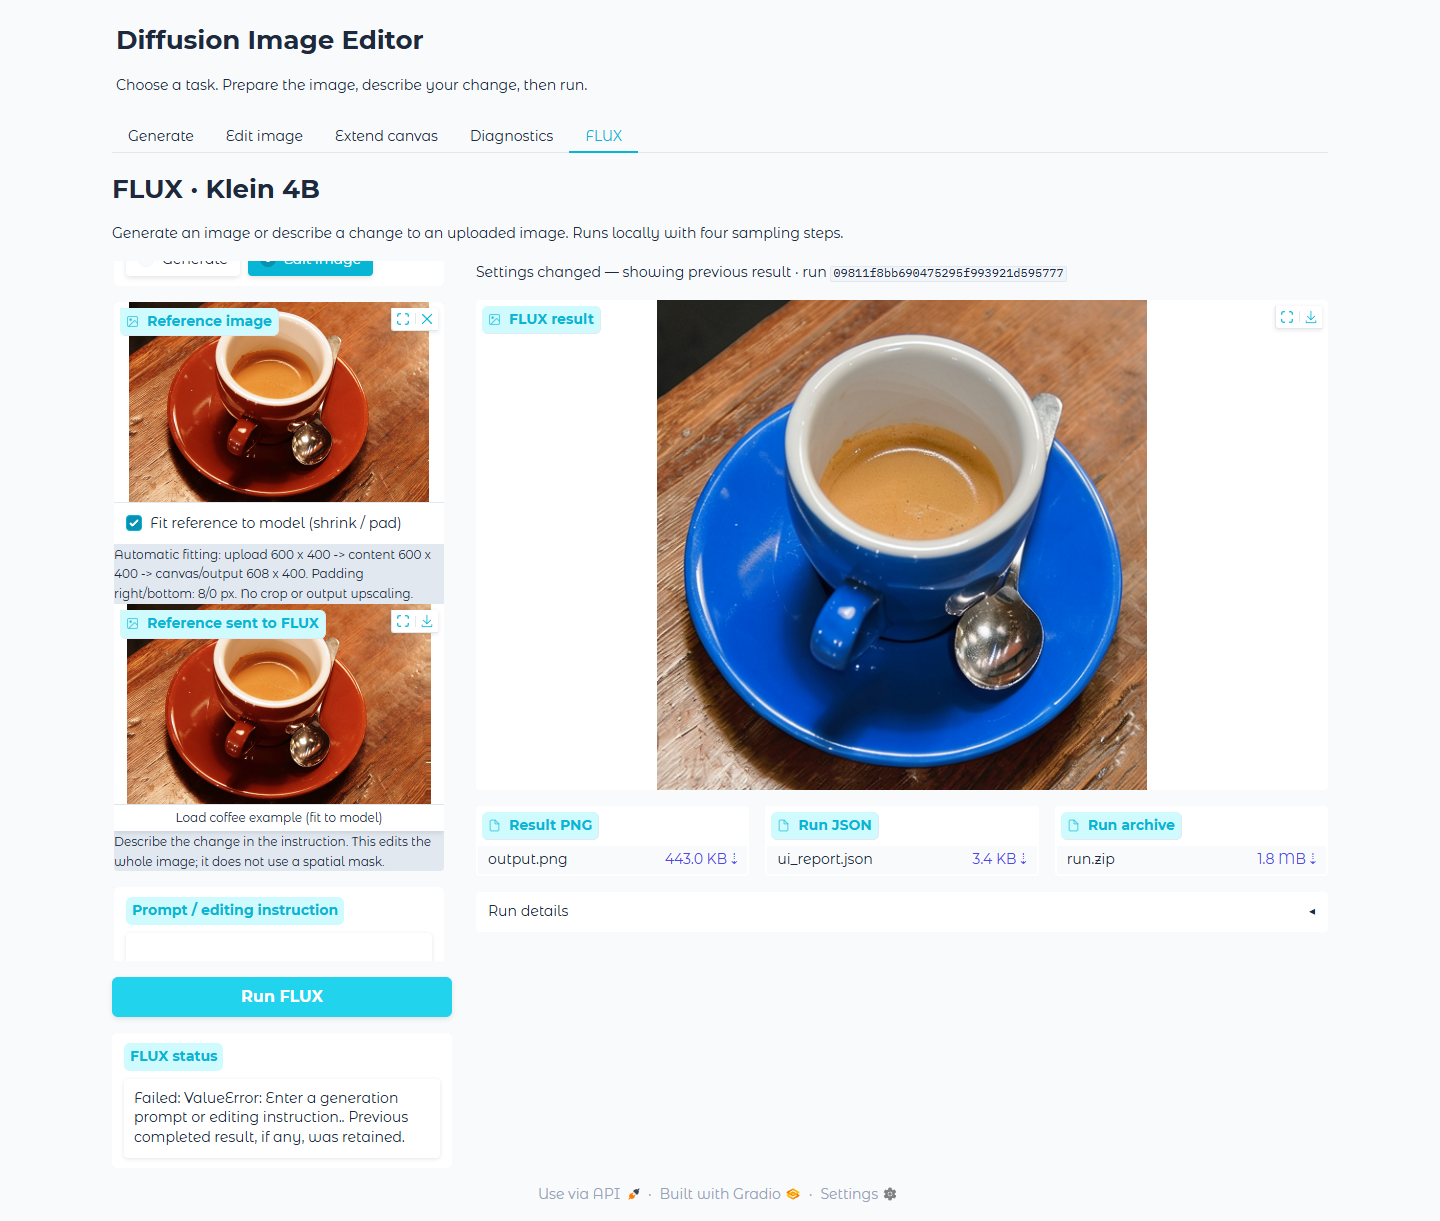 Diffusion Image Editor
Choose a task. Prepare the image, describe your change, then run.
Generate
Edit image
Extend canvas
Diagnostics
FLUX
FLUX · Klein 4B
Generate an image or describe a change to an uploaded image. Runs locally with four sampling steps.
Generate
Edit image
Reference image
Fit reference to model (shrink / pad)
Automatic fitting: upload 600 x 400 -> content 600 x
400 -> canvas/output 608 x 400. Padding
right/bottom: 8/0 px. No crop or output upscaling.
Reference sent to FLUX
Load coffee example (fit to model)
Describe the change in the instruction. This edits the
whole image; it does not use a spatial mask.
Prompt / editing instruction
Run FLUX
FLUX status
Failed: ValueError: Enter a generation
prompt or editing instruction.. Previous
completed result, if any, was retained.
Settings changed — showing previous result · run 09811f8bb690475295f993921d595777
FLUX result
Result PNG
output.png 443.0 KB ⇣
Run JSON
ui_report.json 3.4 KB ⇣
Run archive
run.zip 1.8 MB ⇣
Run details
Use via API · Built with Gradio · Settings